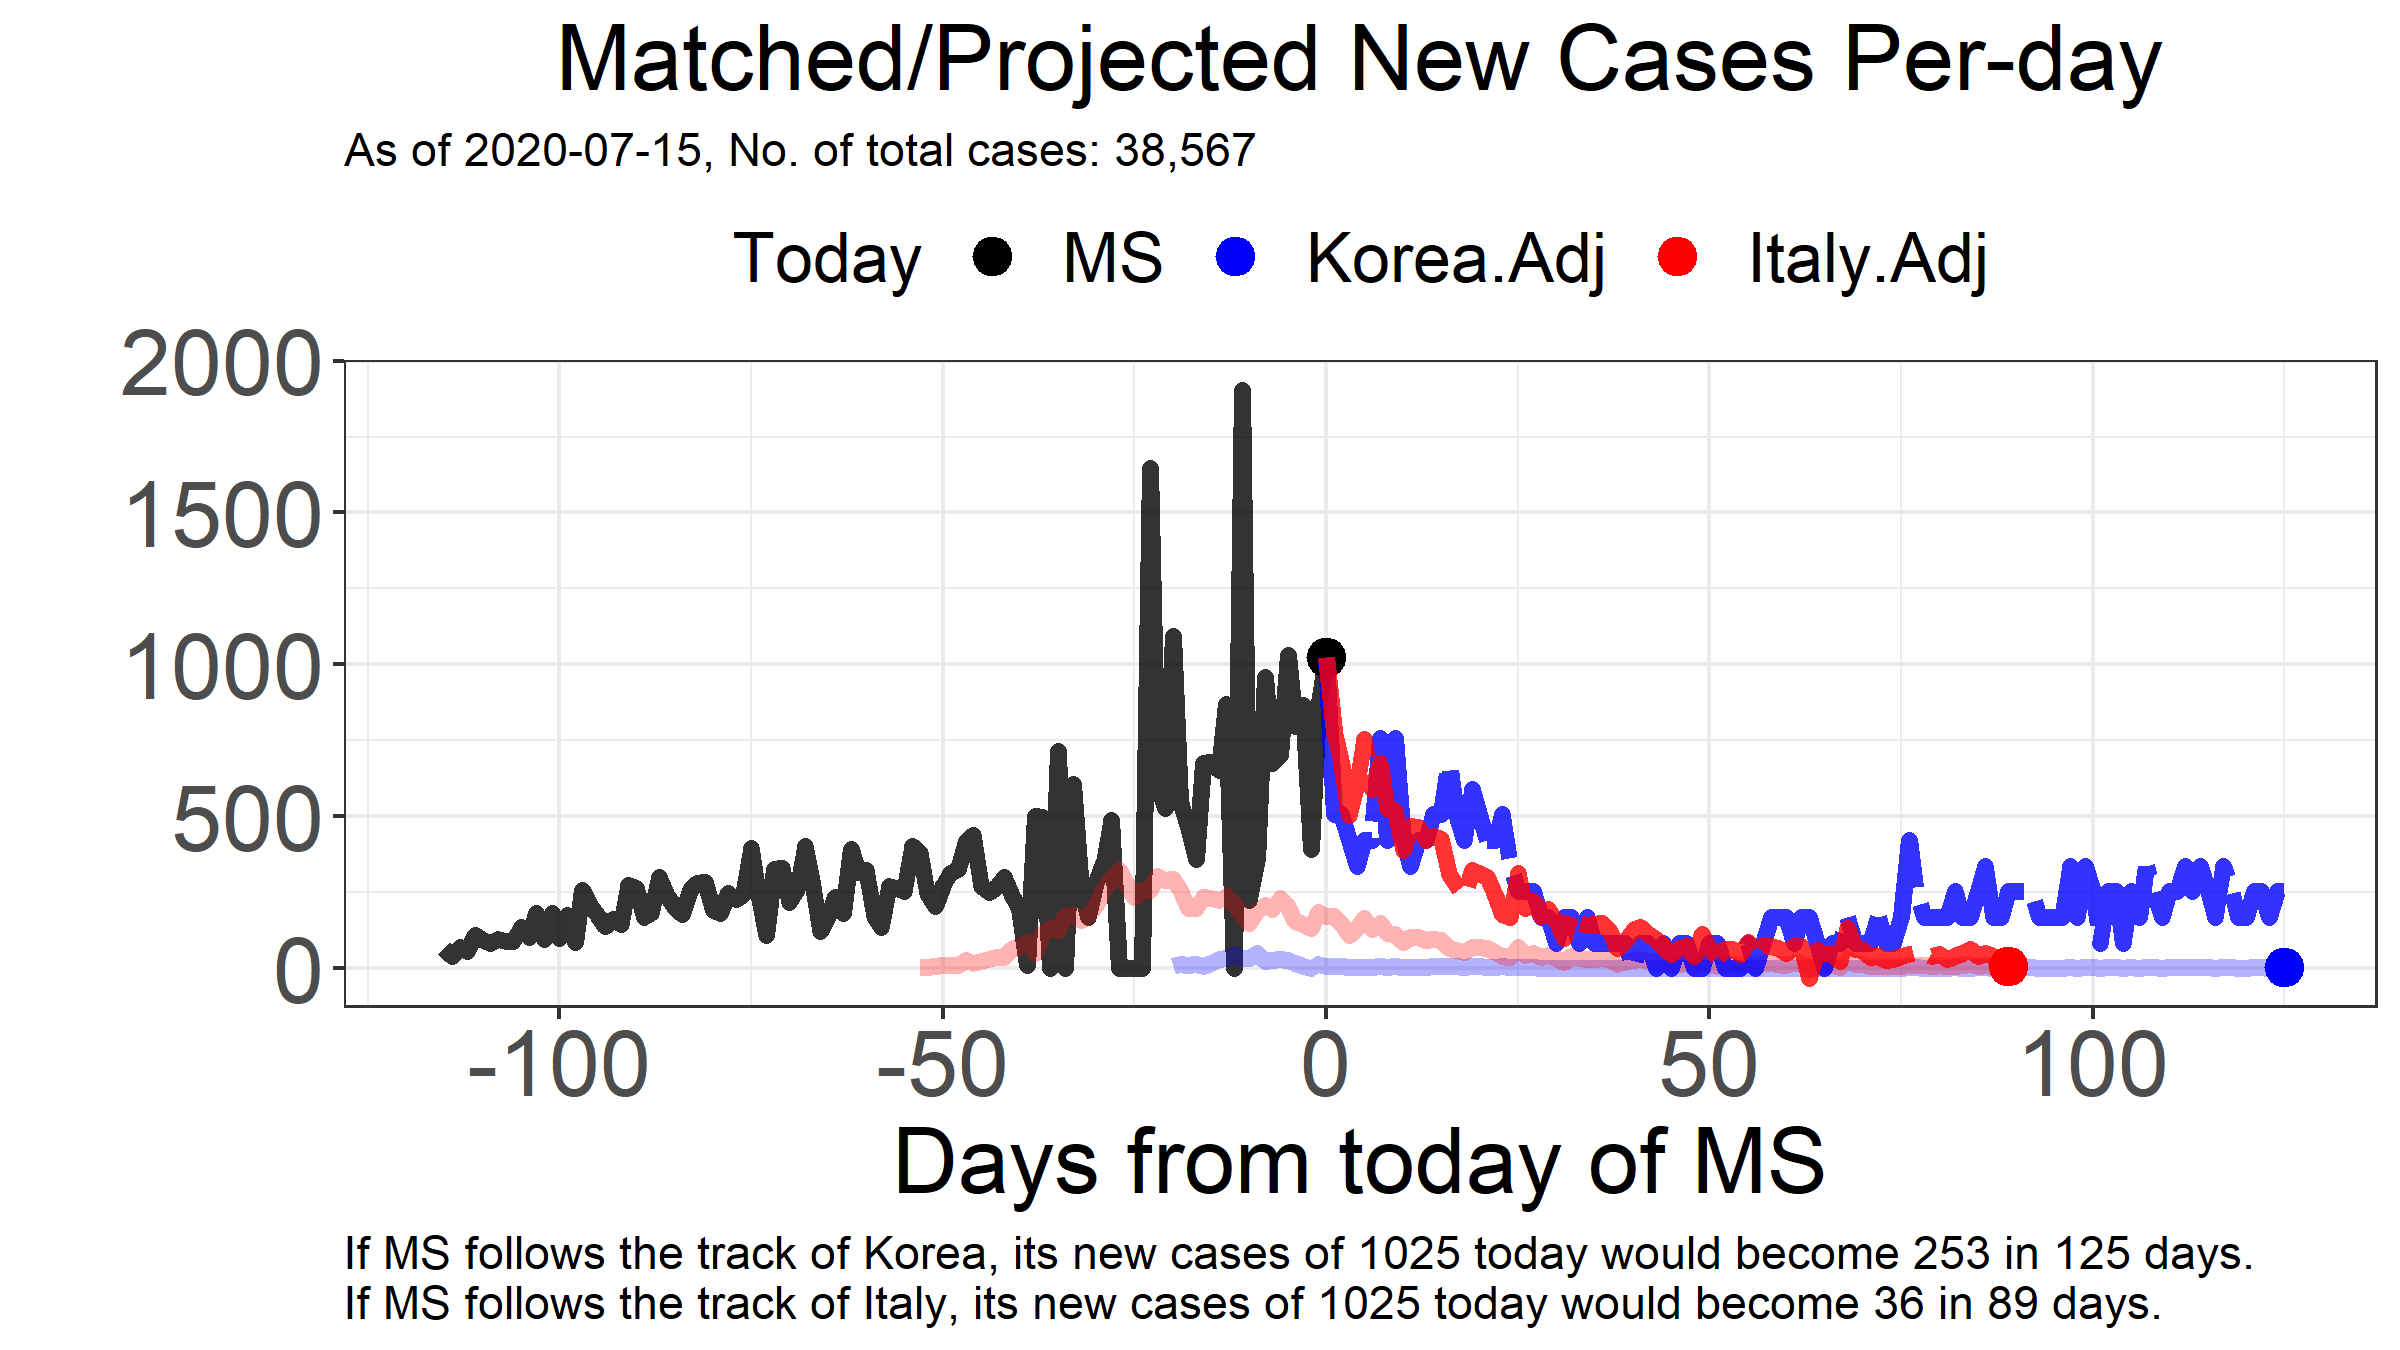 Matched/Projected New Cases Per-day
As of 2020-07-15, No. of total cases: 38,567
Today MS Korea.Adj Italy.Adj
2000
1500
1000
500
0
-100 -50 0 50 100
Days from today of MS
If MS follows the track of Korea, its new cases of 1025 today would become 253 in 125 days.
If MS follows the track of Italy, its new cases of 1025 today would become 36 in 89 days.